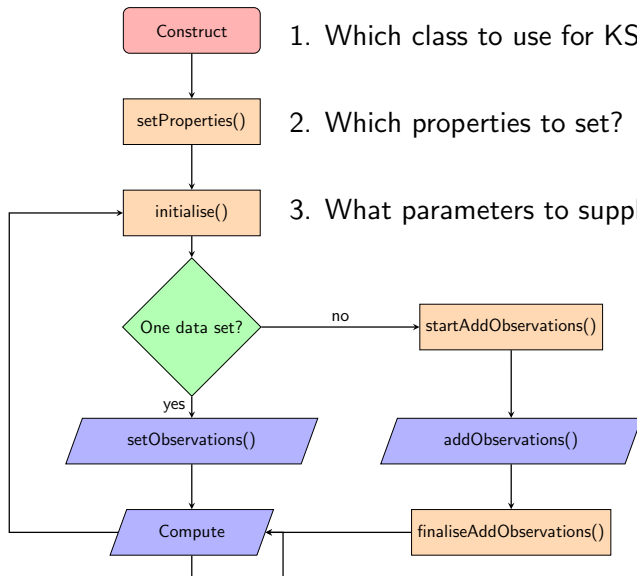 Construct
1. Which class to use for KS
setProperties()
2. Which properties to set?
initialise()
3. What parameters to suppl
One data set?
no
startAddObservations()
yes
setObservations()
addObservations()
Compute
finaliseAddObservations()